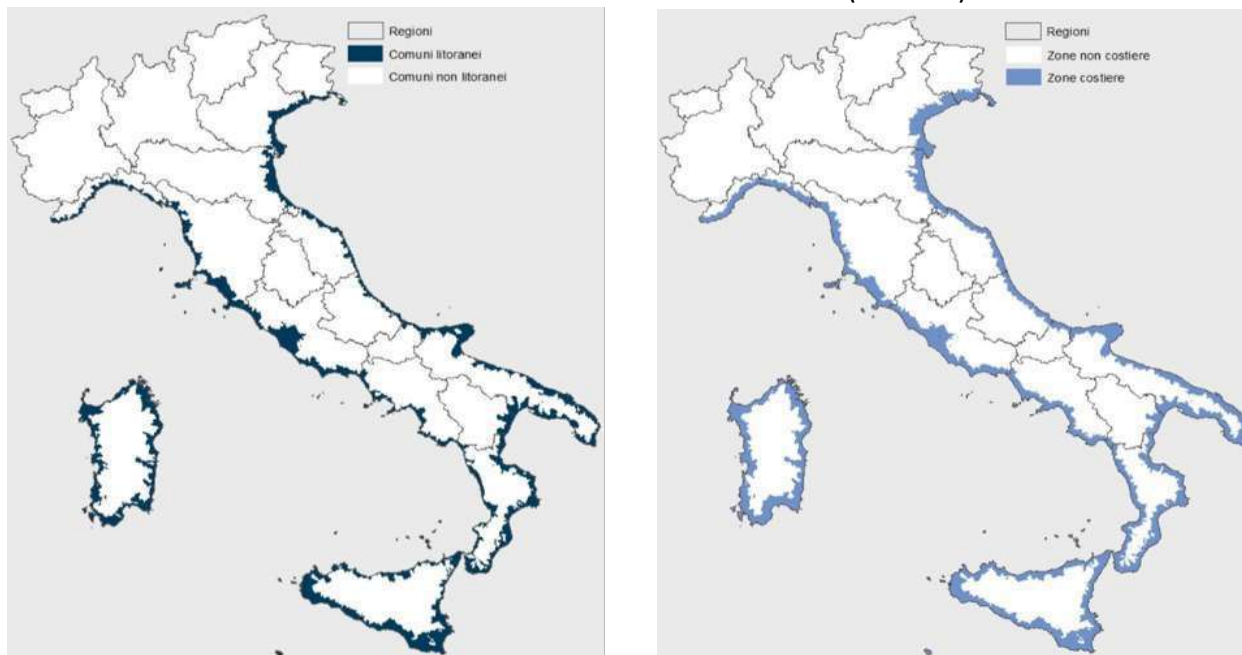 Regioni
Comuni litoranei
Comuni non litoranei
Regioni
Zone non costiere
Zone costiere